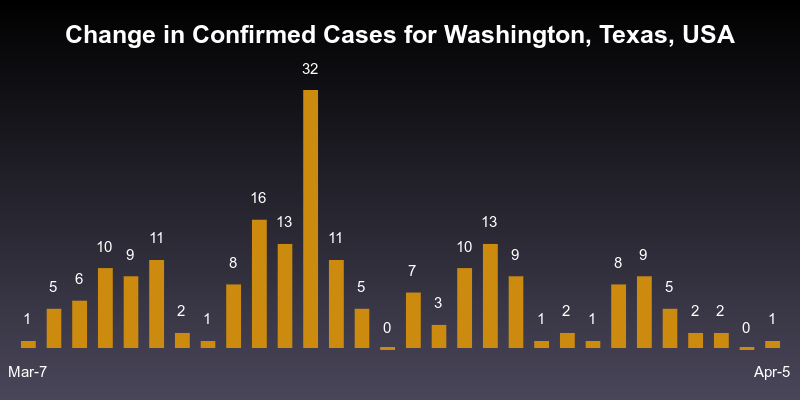 Change in Confirmed Cases for Washington, Texas, USA
1 5 6 10 9 11 2 1 8 16 13 32 11 5 0 7 3 10 13 9 1 2 1 8 9 5 2 2 0 1
Mar-7 Apr-5